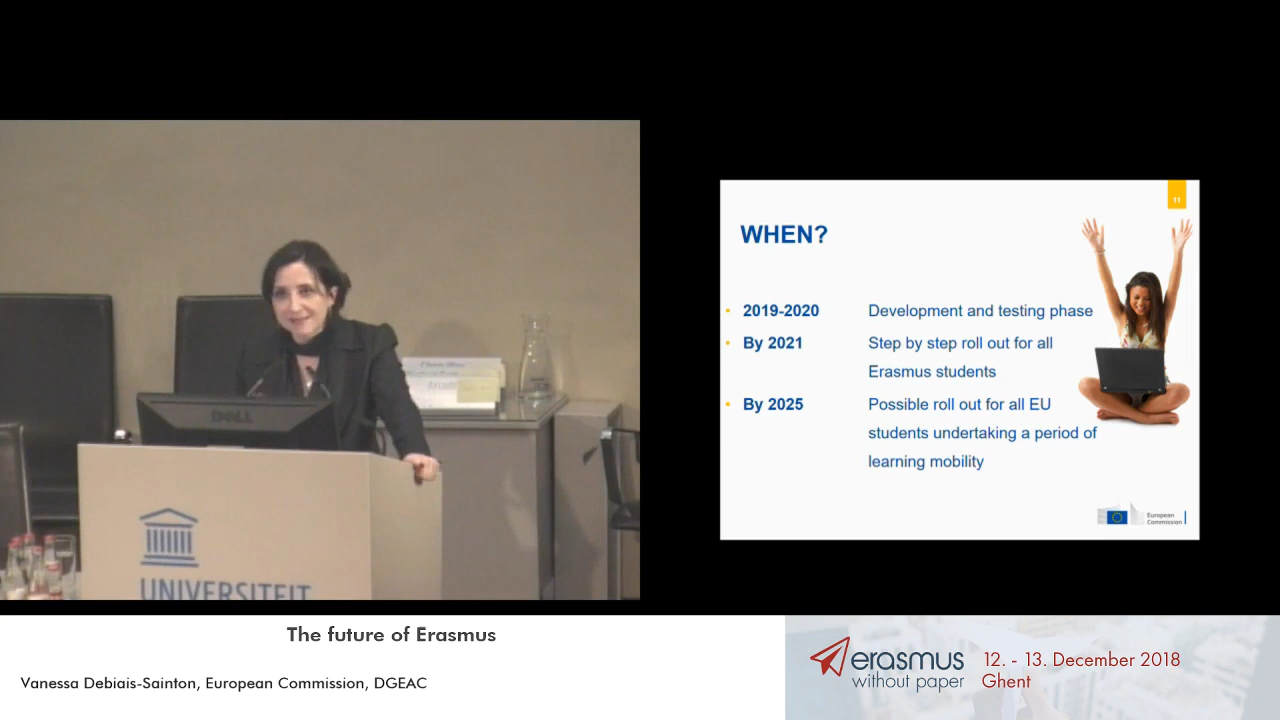 11
WHEN?
• 2019-2020 Development and testing phase
• By 2021 Step by step roll out for all
Erasmus students
• By 2025 Possible roll out for all EU
students undertaking a period of
learning mobility
European
Commission
DELL
UNIVERSITEIT
The future of Erasmus
Vanessa Debiais-Sainton, European Commission, DGEAC
erasmus
without paper
12. - 13. December 2018
Ghent